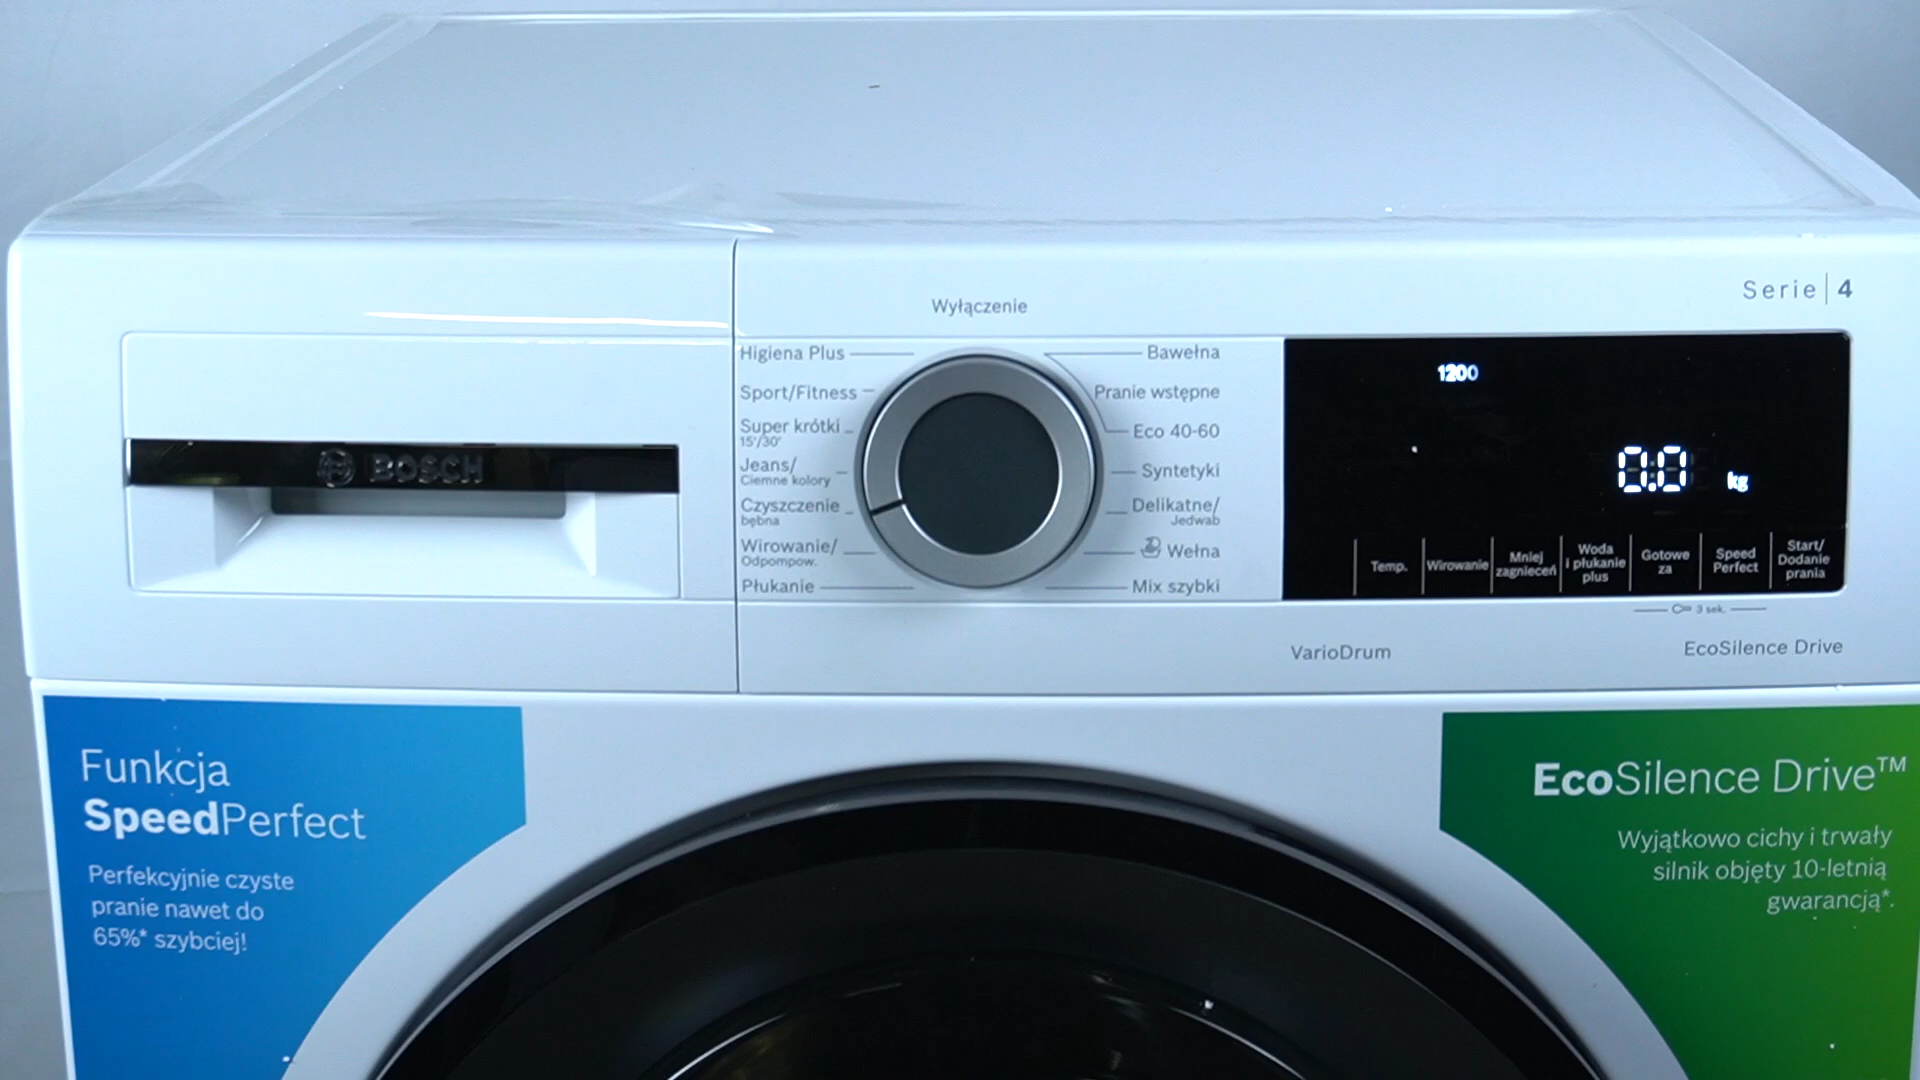 Serie | 4
Wyłączenie
Higiena Plus
Sport/Fitness
Super krótki
15'/30'
Jeans/
Ciemne kolory
Czyszczenie
bębna
Wirowanie/
Odpompow.
Płukanie
Bawełna
Pranie wstępne
Eco 40-60
Syntetyki
Delikatne/
Jedwab
Wełna
Mix szybki
1200
0.0 kg
Temp.
Wirowanie
Mniej
zagnieceń
Woda
i płukanie
plus
Gotowe
za
Speed
Perfect
Start/
Dodanie
prania
3 sek.
BOSCH
VarioDrum
EcoSilence Drive
Funkcja
SpeedPerfect
Perfekcyjnie czyste
pranie nawet do
65%* szybciej!
EcoSilence Drive™
Wyjątkowo cichy i trwały
silnik objęty 10-letnią
gwarancją*.